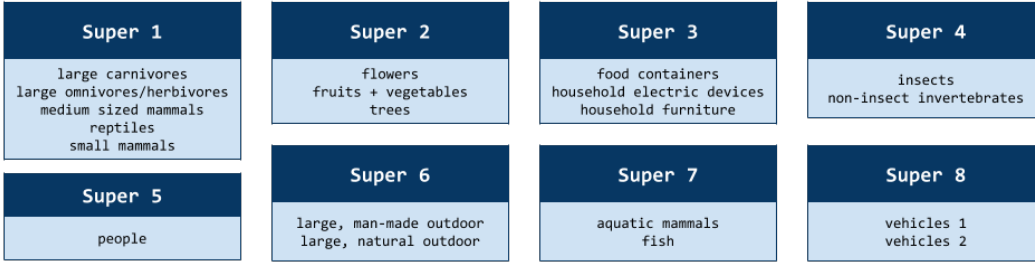 Super 1
large carnivores
large omnivores/herbivores
medium sized mammals
reptiles
small mammals
Super 2
flowers
fruits + vegetables
trees
Super 3
food containers
household electric devices
household furniture
Super 4
insects
non-insect invertebrates
Super 5
people
Super 6
large, man-made outdoor
large, natural outdoor
Super 7
aquatic mammals
fish
Super 8
vehicles 1
vehicles 2